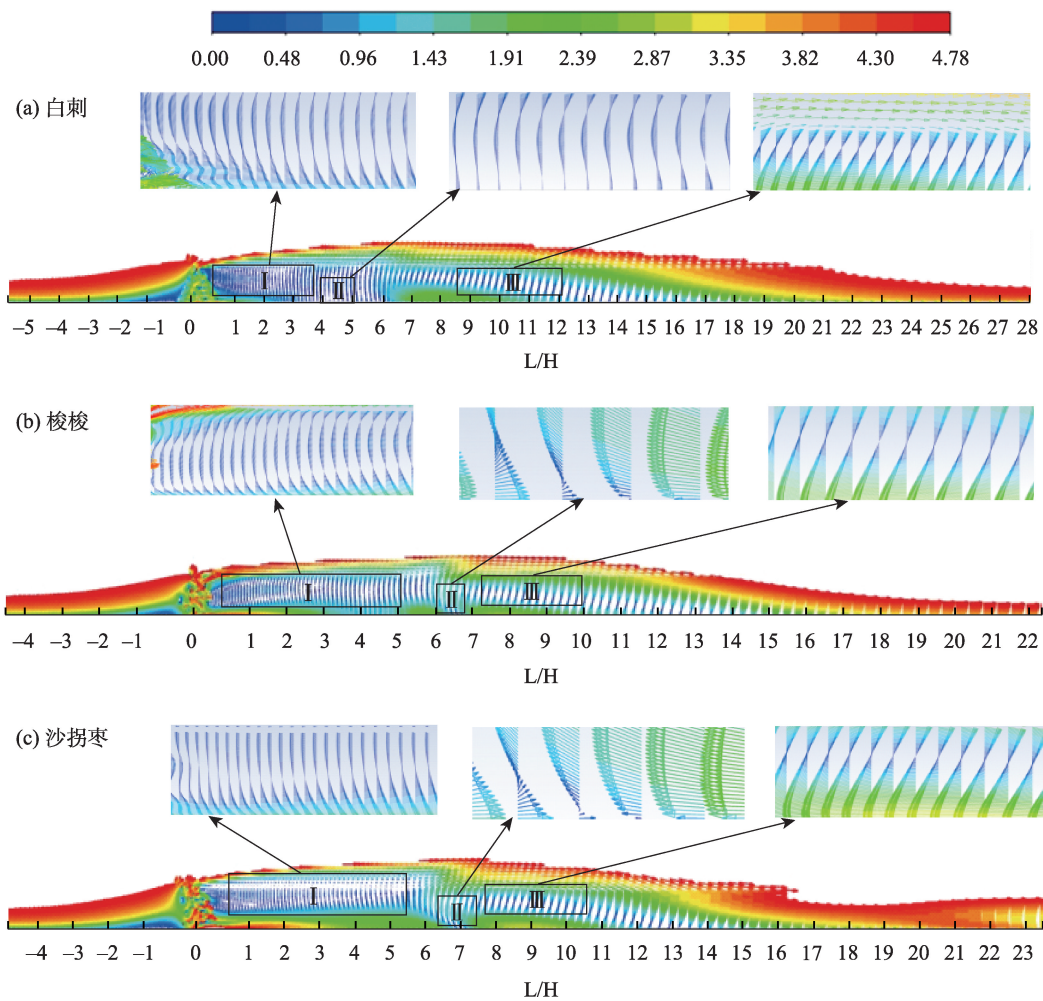 0.00 0.48 0.96 1.43 1.91 2.39 2.87 3.35 3.82 4.30 4.78
(a) 白刺
Ⅰ Ⅱ Ⅲ
–5 –4 –3 –2 –1 0 1 2 3 4 5 6 7 8 9 10 11 12 13 14 15 16 17 18 19 20 21 22 23 24 25 26 27 28
L/H
(b) 梭梭
Ⅰ Ⅱ Ⅲ
–4 –3 –2 –1 0 1 2 3 4 5 6 7 8 9 10 11 12 13 14 15 16 17 18 19 20 21 22
L/H
(c) 沙拐枣
Ⅰ Ⅱ Ⅲ
–4 –3 –2 –1 0 1 2 3 4 5 6 7 8 9 10 11 12 13 14 15 16 17 18 19 20 21 22 23
L/H